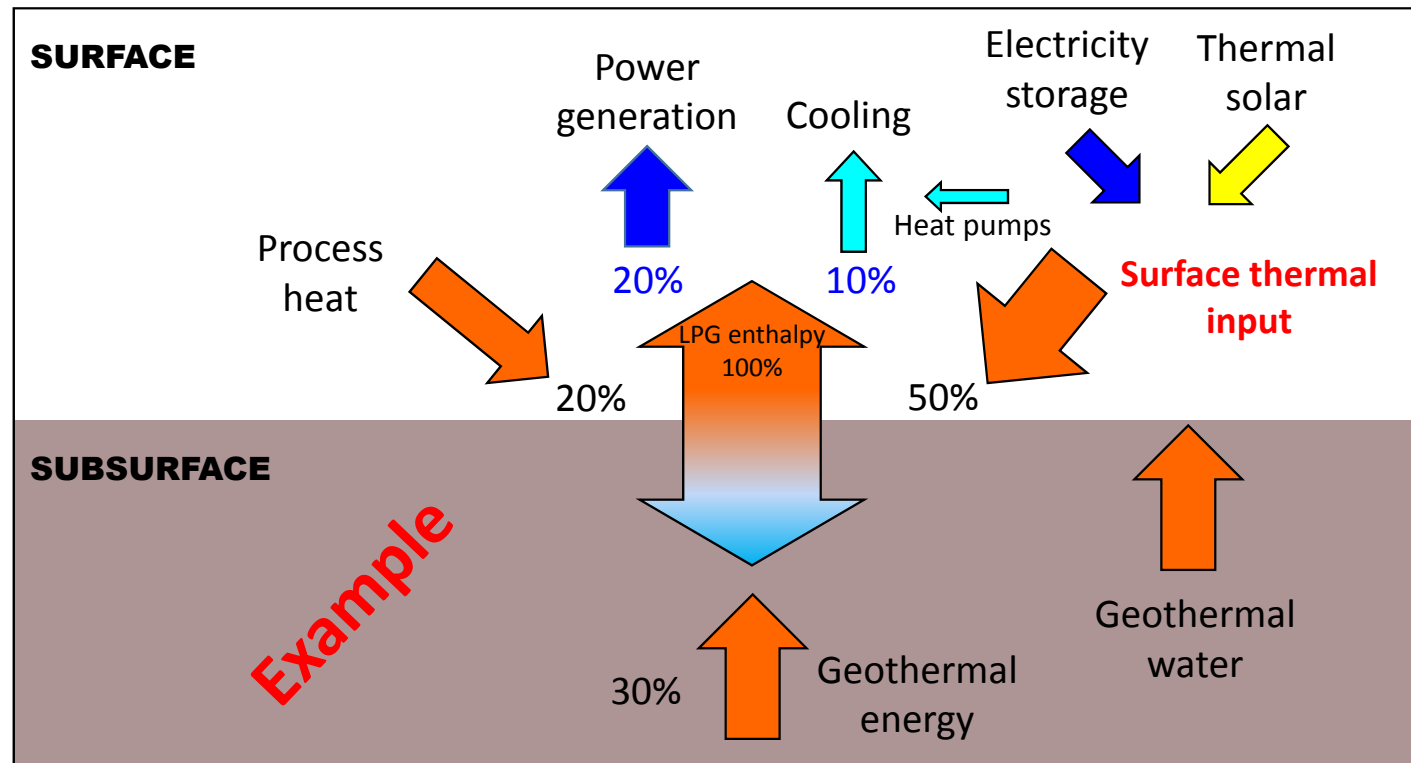 SURFACE
Power
generation
Cooling
Electricity
storage
Thermal
solar
Heat pumps
Process
heat
20%
10%
Surface thermal
input
LPG enthalpy
100%
20%
50%
SUBSURFACE
Example
30%
Geothermal
energy
Geothermal
water